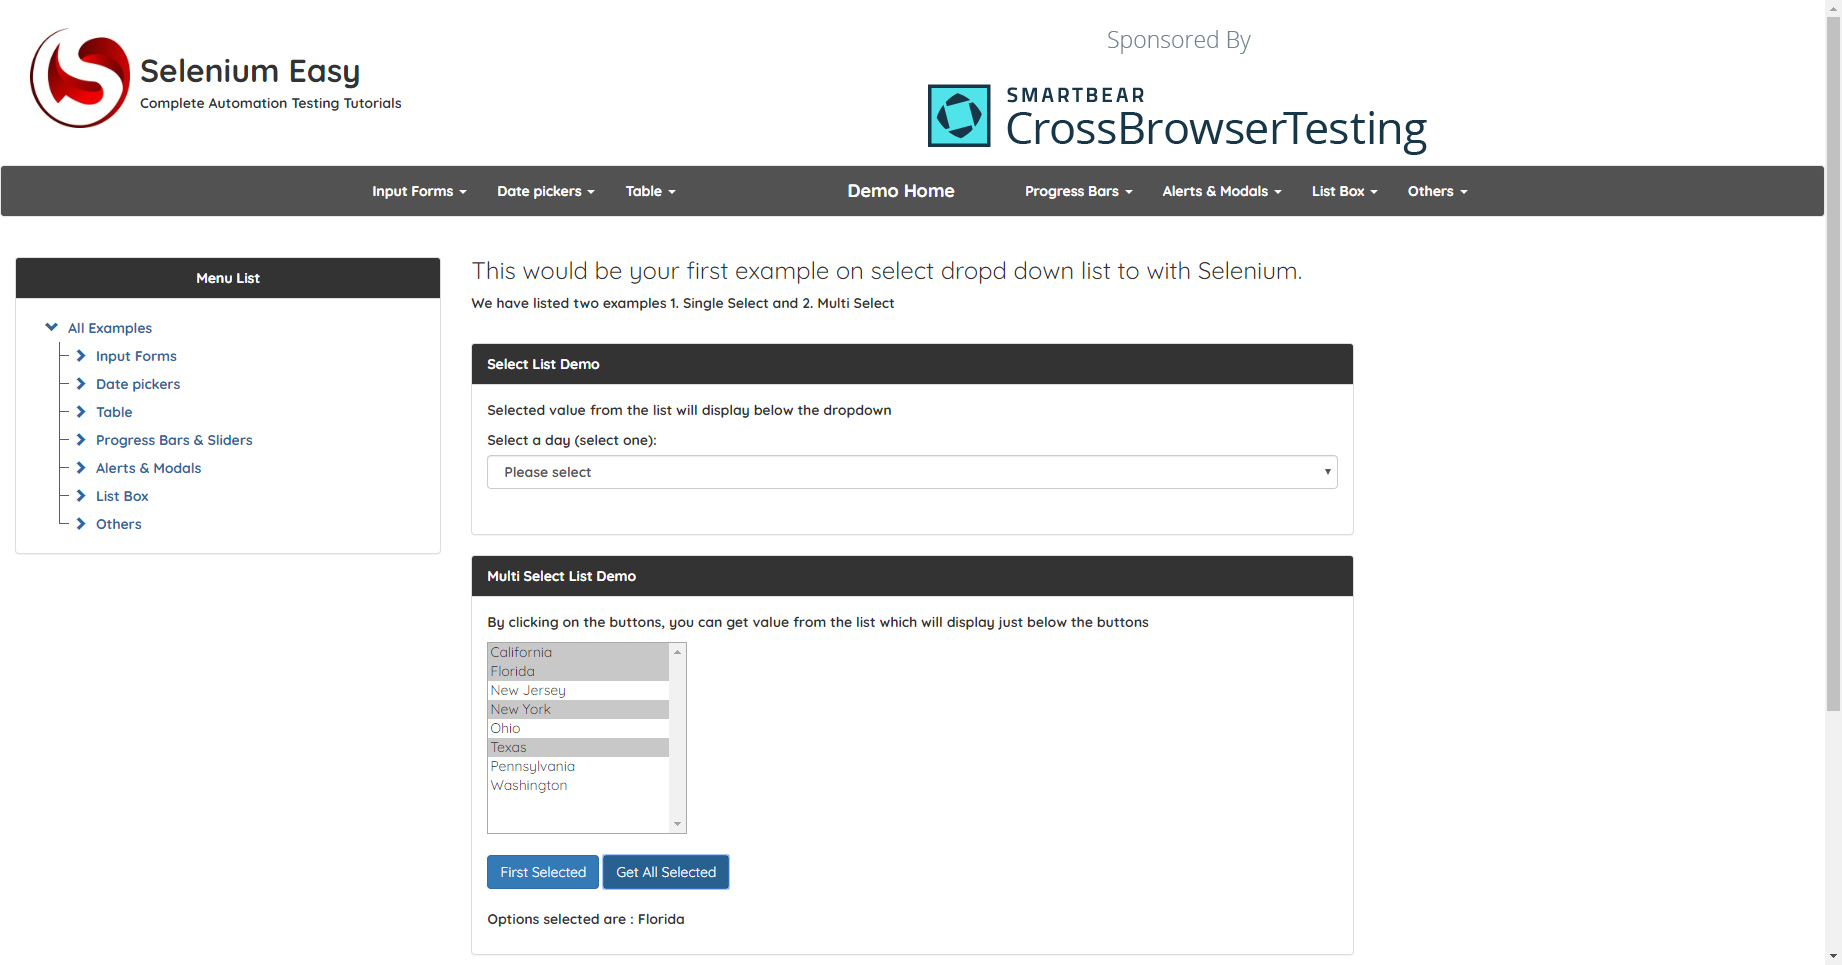 Selenium Easy
Complete Automation Testing Tutorials
Sponsored By
SMARTBEAR
CrossBrowserTesting
Input Forms Date pickers Table Demo Home Progress Bars Alerts & Modals List Box Others
Menu List
All Examples
Input Forms
Date pickers
Table
Progress Bars & Sliders
Alerts & Modals
List Box
Others
This would be your first example on select dropd down list to with Selenium.
We have listed two examples 1. Single Select and 2. Multi Select
Select List Demo
Selected value from the list will display below the dropdown
Select a day (select one):
Please select
Multi Select List Demo
By clicking on the buttons, you can get value from the list which will display just below the buttons
California
Florida
New Jersey
New York
Ohio
Texas
Pennsylvania
Washington
First Selected Get All Selected
Options selected are : Florida